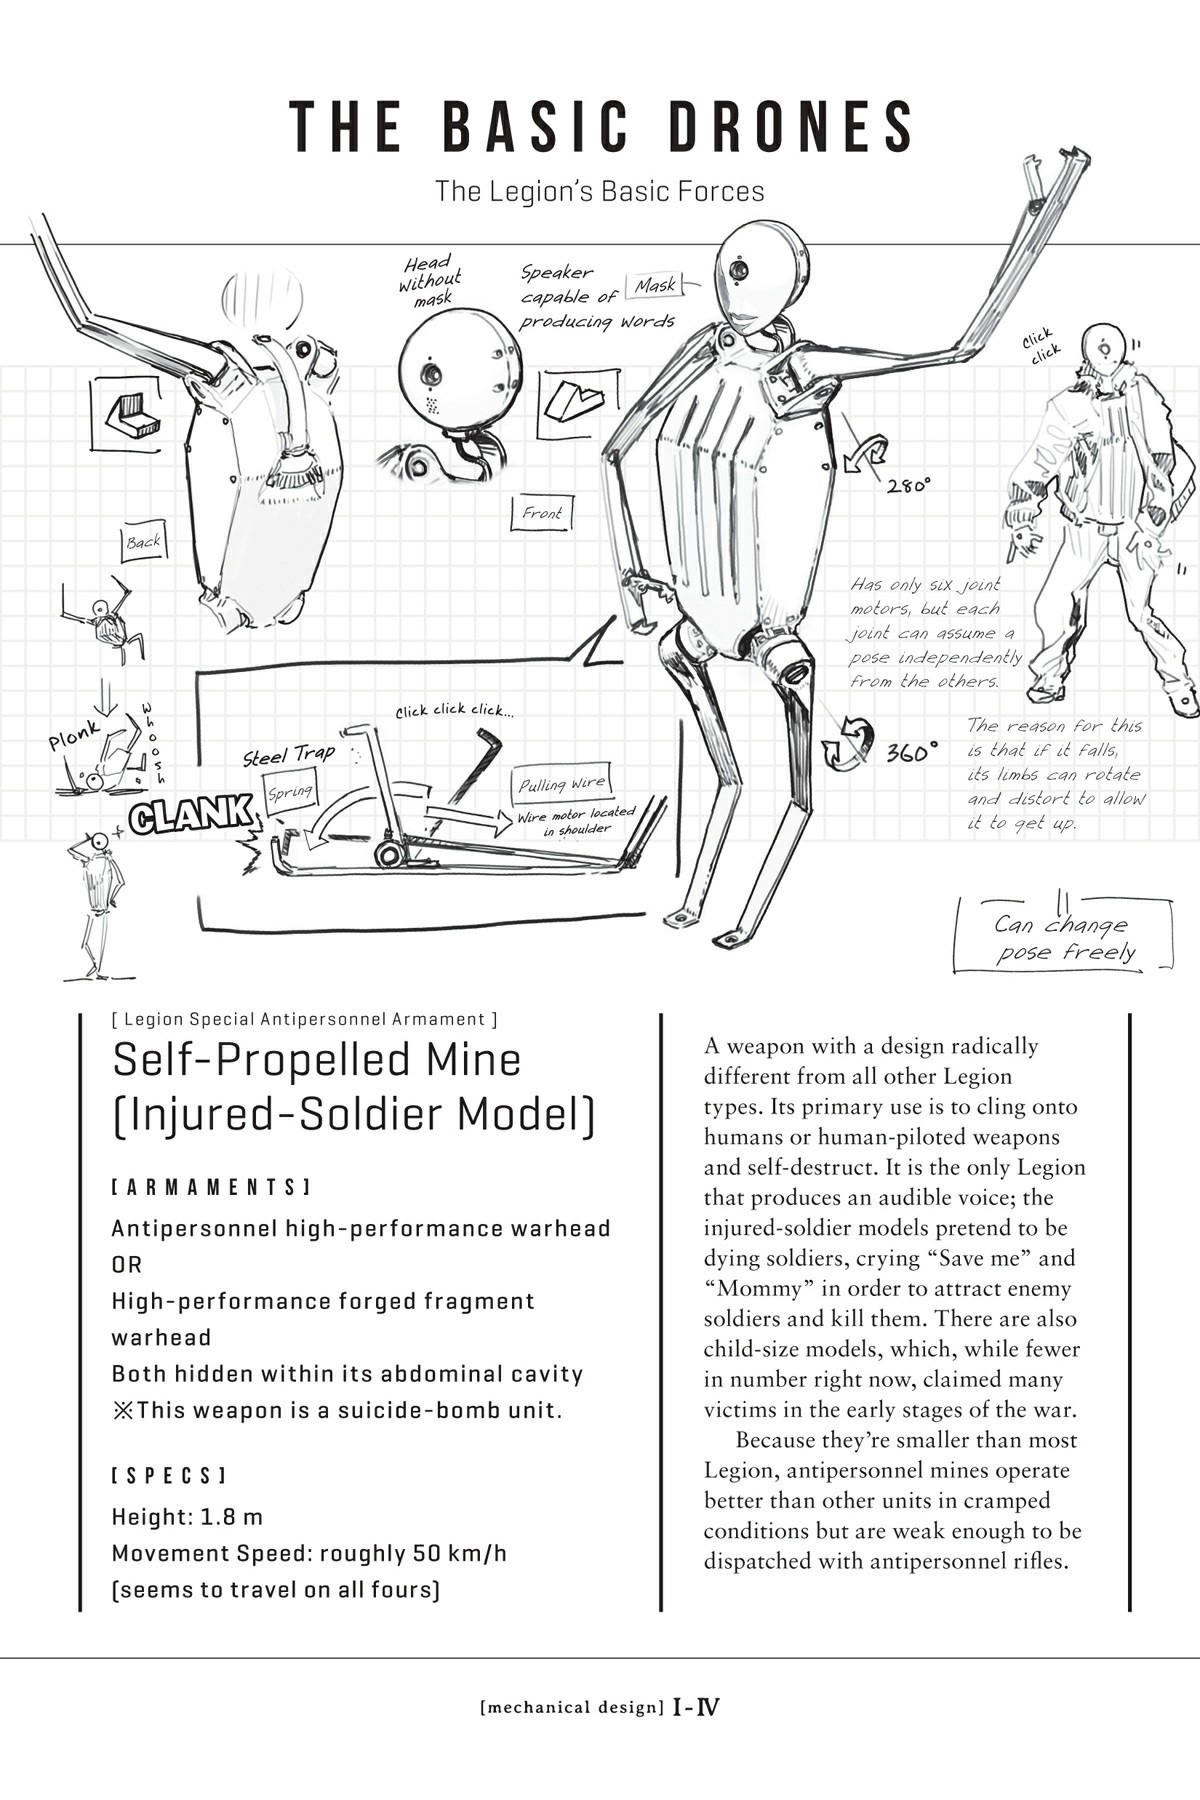 THE BASIC DRONES
The Legion's Basic Forces
Head
without
mask
Speaker
capable of
producing words
Mask
Click
click
280°
Front
Back
Has only six joint
motors, but each
joint can assume a
pose independently
from the others.
Plonk
Whoosh
Click click click...
Steel Trap
Spring
Pulling Wire
Wire motor located
in shoulder
CLANK
360°
The reason for this
is that if it falls,
its limbs can rotate
and distort to allow
it to get up.
Can change
pose freely
[ Legion Special Antipersonnel Armament ]
Self-Propelled Mine
(Injured-Soldier Model)
[ARMAMENTS]
Antipersonnel high-performance warhead
OR
High-performance forged fragment
warhead
Both hidden within its abdominal cavity
※This weapon is a suicide-bomb unit.
[SPECS]
Height: 1.8 m
Movement Speed: roughly 50 km/h
(seems to travel on all fours)
A weapon with a design radically
different from all other Legion
types. Its primary use is to cling onto
humans or human-piloted weapons
and self-destruct. It is the only Legion
that produces an audible voice; the
injured-soldier models pretend to be
dying soldiers, crying “Save me” and
“Mommy” in order to attract enemy
soldiers and kill them. There are also
child-size models, which, while fewer
in number right now, claimed many
victims in the early stages of the war.
Because they’re smaller than most
Legion, antipersonnel mines operate
better than other units in cramped
conditions but are weak enough to be
dispatched with antipersonnel rifles.
[mechanical design] I-IV